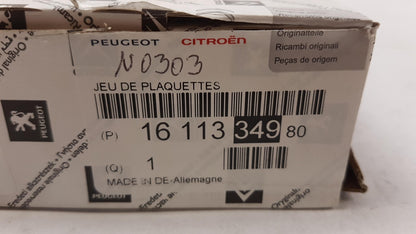 PEUGEOT CITROËN
Originalteile
Ricambi originali
Peças de origem
N0303
JEU DE PLAQUETTES
(P) 16 113 349 80
(Q) 1
MADE IN DE-Allemagne
PEUGEOT
PEUGEOT